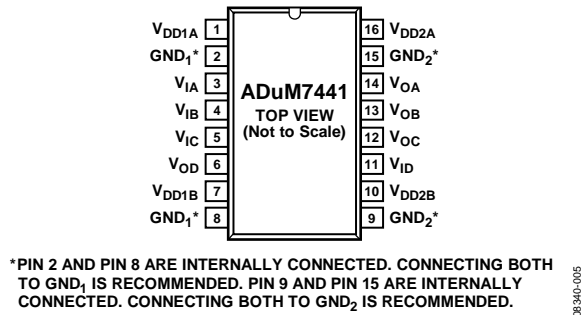 VDD1A 1 16 VDD2A
GND1* 2 15 GND2*
VIA 3 14 VOA
VIB 4 13 VOB
VIC 5 12 VOC
VOD 6 11 VID
VDD1B 7 10 VDD2B
GND1* 8 9 GND2*
ADuM7441
TOP VIEW
(Not to Scale)
*PIN 2 AND PIN 8 ARE INTERNALLY CONNECTED. CONNECTING BOTH
TO GND1 IS RECOMMENDED. PIN 9 AND PIN 15 ARE INTERNALLY
CONNECTED. CONNECTING BOTH TO GND2 IS RECOMMENDED.
08340-005